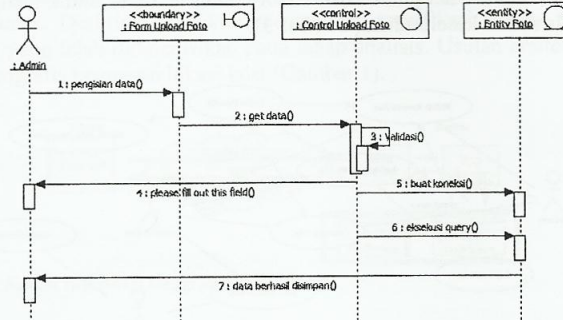 <<boundary>>
: Form Upload Foto
<<control>>
: Control Upload Foto
<<entity>>
: Entity Foto
: Admin
1 : pengisian data()
2 : get data()
3 : Validasi()
4 : please fill out this field()
5 : buat koneksi()
6 : eksekusi query()
7 : data berhasil disimpan()